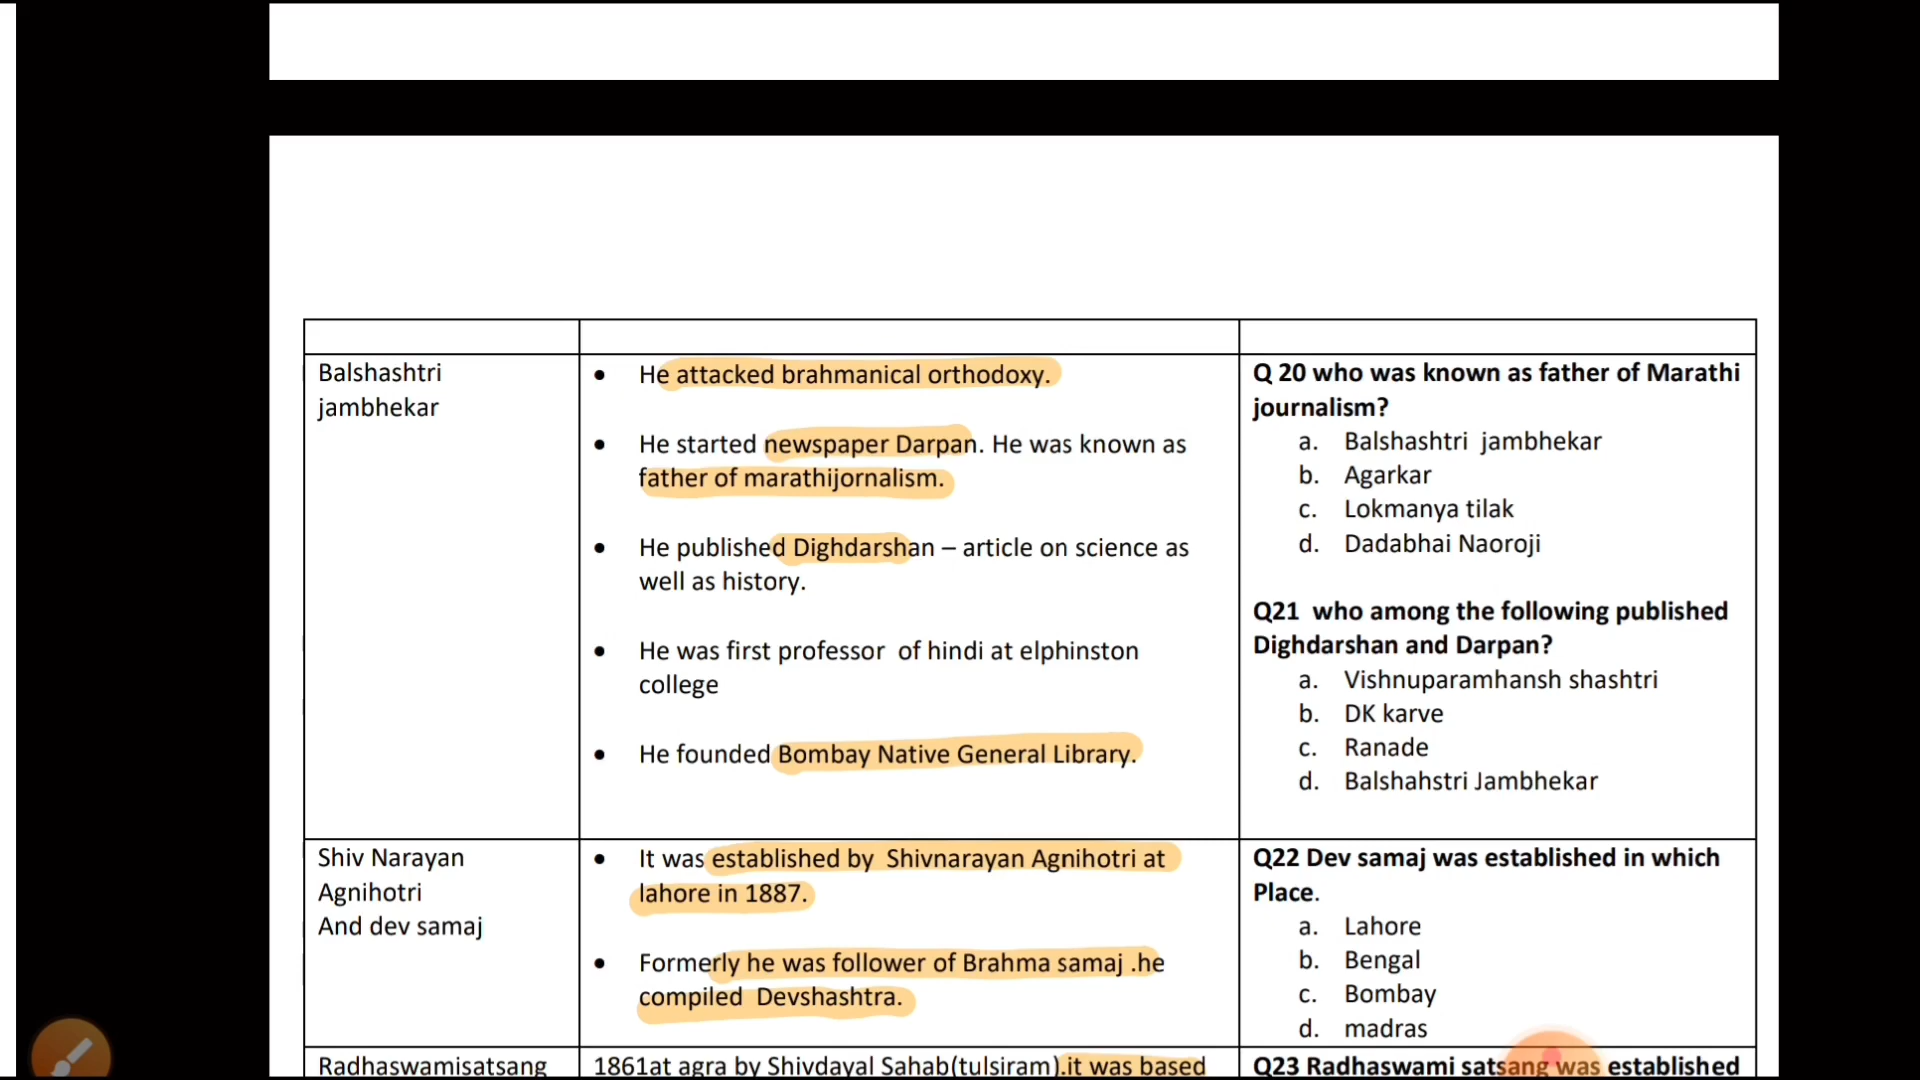 Balshashtri
jambhekar
• He attacked brahmanical orthodoxy.
• He started newspaper Darpan. He was known as
father of marathijornalism.
• He published Dighdarshan – article on science as
well as history.
• He was first professor of hindi at elphinston
college
• He founded Bombay Native General Library.
Q 20 who was known as father of Marathi
journalism?
a. Balshashtri jambhekar
b. Agarkar
c. Lokmanya tilak
d. Dadabhai Naoroji
Q21 who among the following published
Dighdarshan and Darpan?
a. Vishnuparamhansh shashtri
b. DK karve
c. Ranade
d. Balshahstri Jambhekar
Shiv Narayan
Agnihotri
And dev samaj
• It was established by Shivnarayan Agnihotri at
lahore in 1887.
• Formerly he was follower of Brahma samaj .he
compiled Devshashtra.
Q22 Dev samaj was established in which
Place.
a. Lahore
b. Bengal
c. Bombay
d. madras
Radhaswamisatsang
1861at agra by Shivdayal Sahab(tulsiram).it was based
Q23 Radhaswami satsang was established